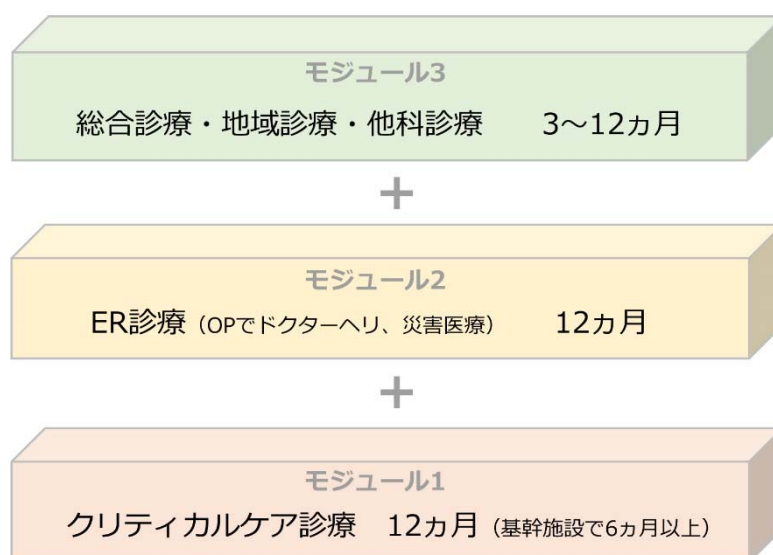 モジュール3
総合診療・地域診療・他科診療 3～12ヵ月
+
モジュール2
ER診療（OPでドクターヘリ、災害医療） 12ヵ月
+
モジュール1
クリティカルケア診療 12ヵ月（基幹施設で6ヵ月以上）